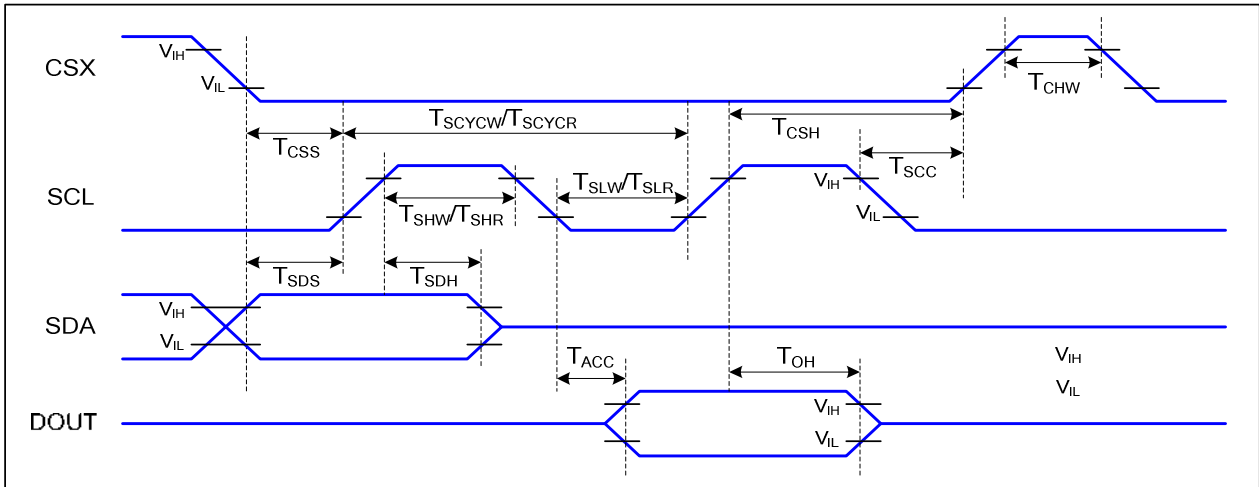 CSX
VIH
VIL
TCHW
TSCYCW/TSCYCR
TCSS
TCSH
TSCC
SCL
TSLW/TSLR
VIH
TSHW/TSHR
VIL
TSDS
TSDH
SDA
VIH
VIL
TACC
TOH
VIH
VIL
DOUT
VIH
VIL